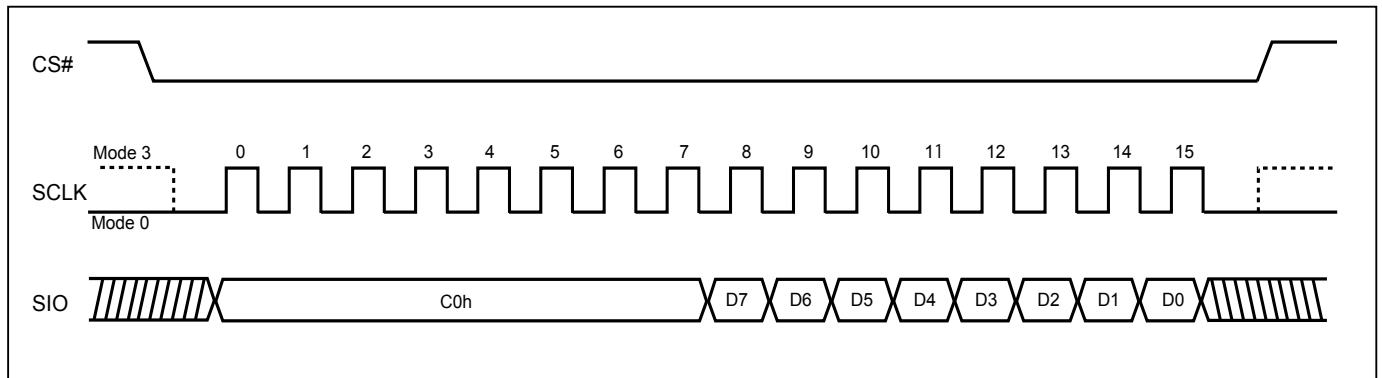 CS#
Mode 3 0 1 2 3 4 5 6 7 8 9 10 11 12 13 14 15
SCLK
Mode 0
SIO C0h D7 D6 D5 D4 D3 D2 D1 D0